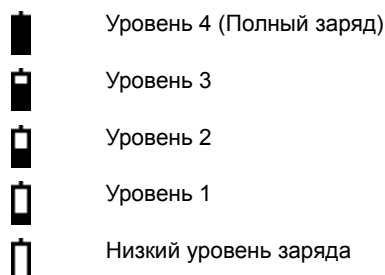 Уровень 4 (Полный заряд)
Уровень 3
Уровень 2
Уровень 1
Низкий уровень заряда